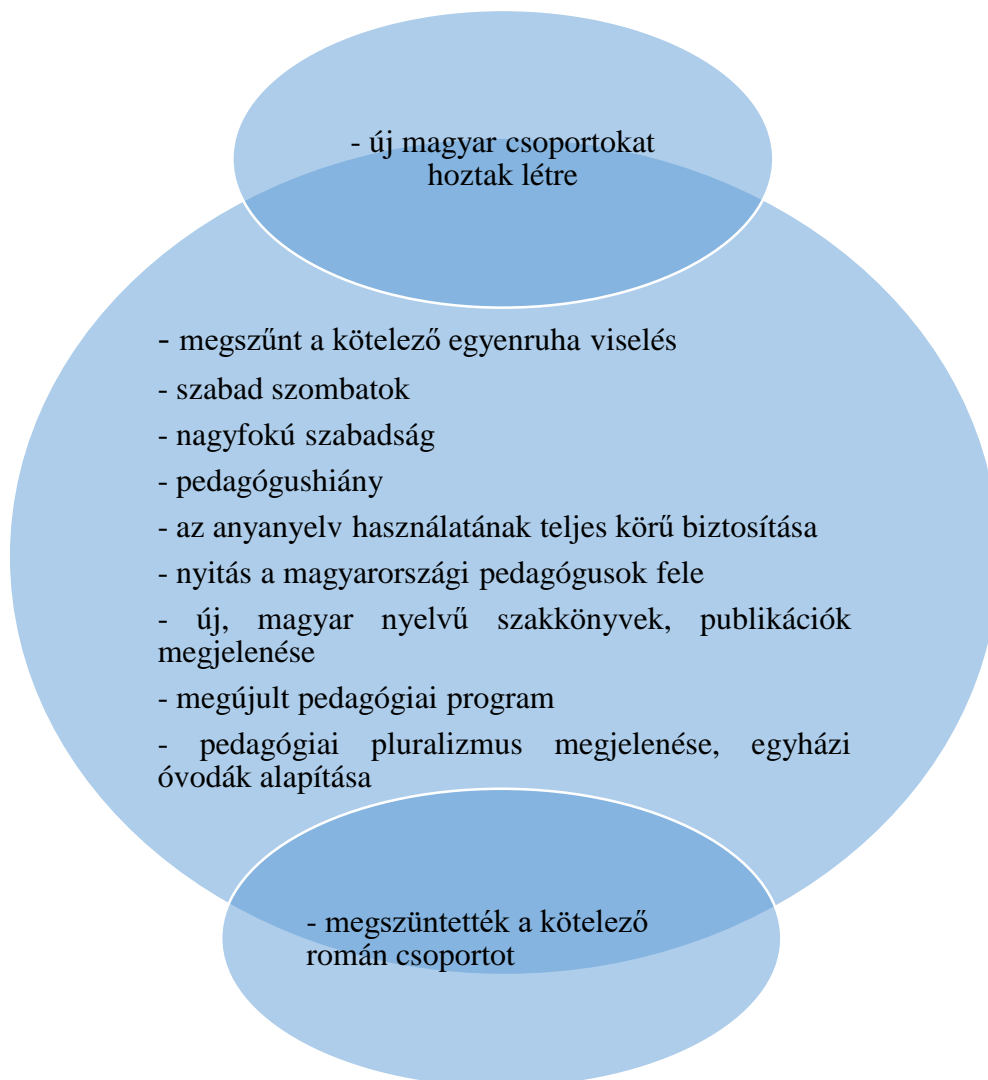 - új magyar csoportokat
hoztak létre
- megszűnt a kötelező egyenruha viselés
- szabad szombatok
- nagyfokú szabadság
- pedagógushiány
- az anyanyelv használatának teljes körű biztosítása
- nyitás a magyarországi pedagógusok fele
- új, magyar nyelvű szakkönyvek, publikációk
megjelenése
- megújult pedagógiai program
- pedagógiai pluralizmus megjelenése, egyházi
óvodák alapítása
- megszüntették a kötelező
román csoportot